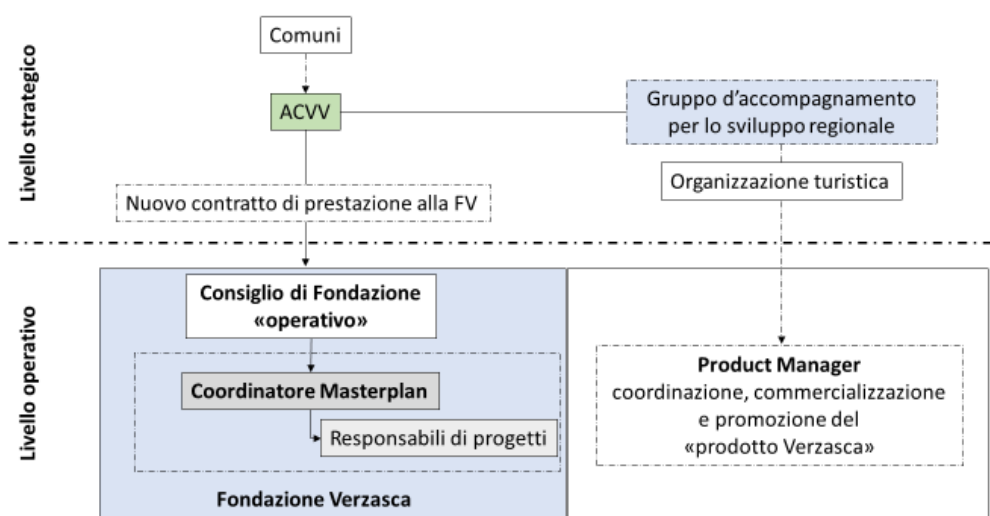 Livello strategico
Comuni
ACVV
Gruppo d'accompagnamento
per lo sviluppo regionale
Organizzazione turistica
Nuovo contratto di prestazione alla FV
Livello operativo
Consiglio di Fondazione
«operativo»
Coordinatore Masterplan
Responsabili di progetti
Fondazione Verzasca
Product Manager
coordinazione, commercializzazione
e promozione del
«prodotto Verzasca»